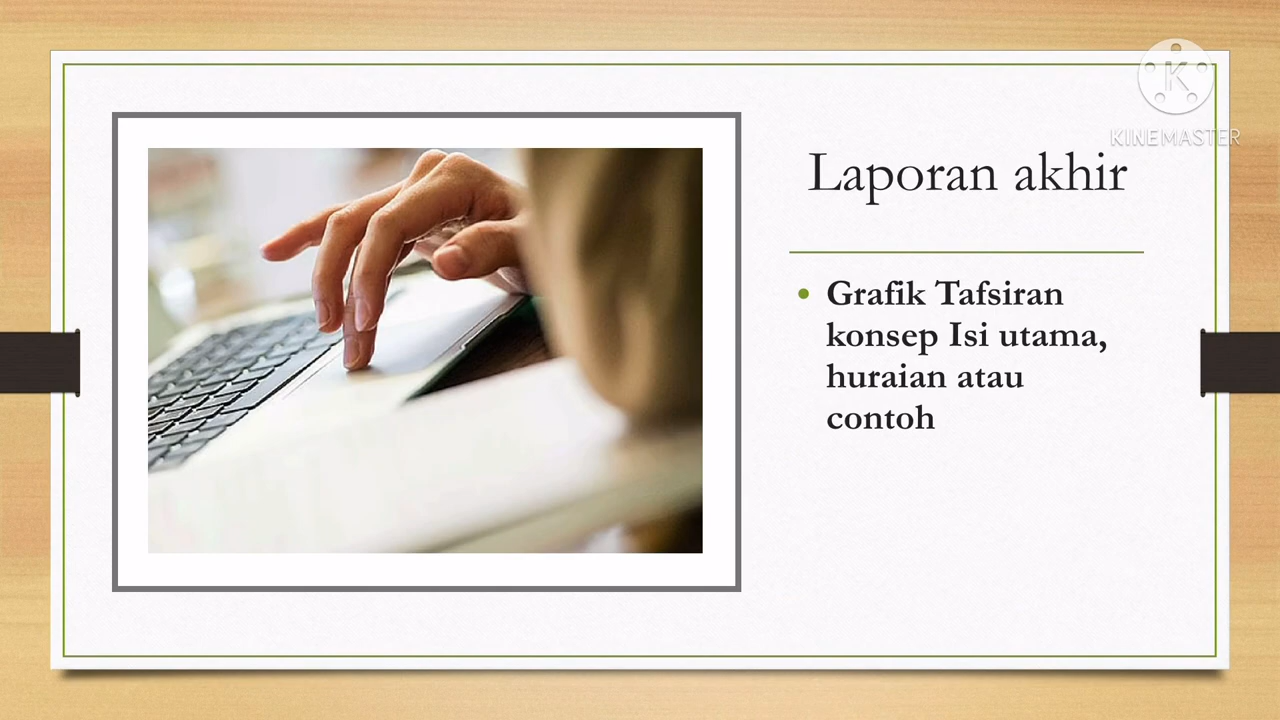 K
KINEMASTER
Laporan akhir
Grafik Tafsiran
konsep Isi utama,
huraian atau
contoh